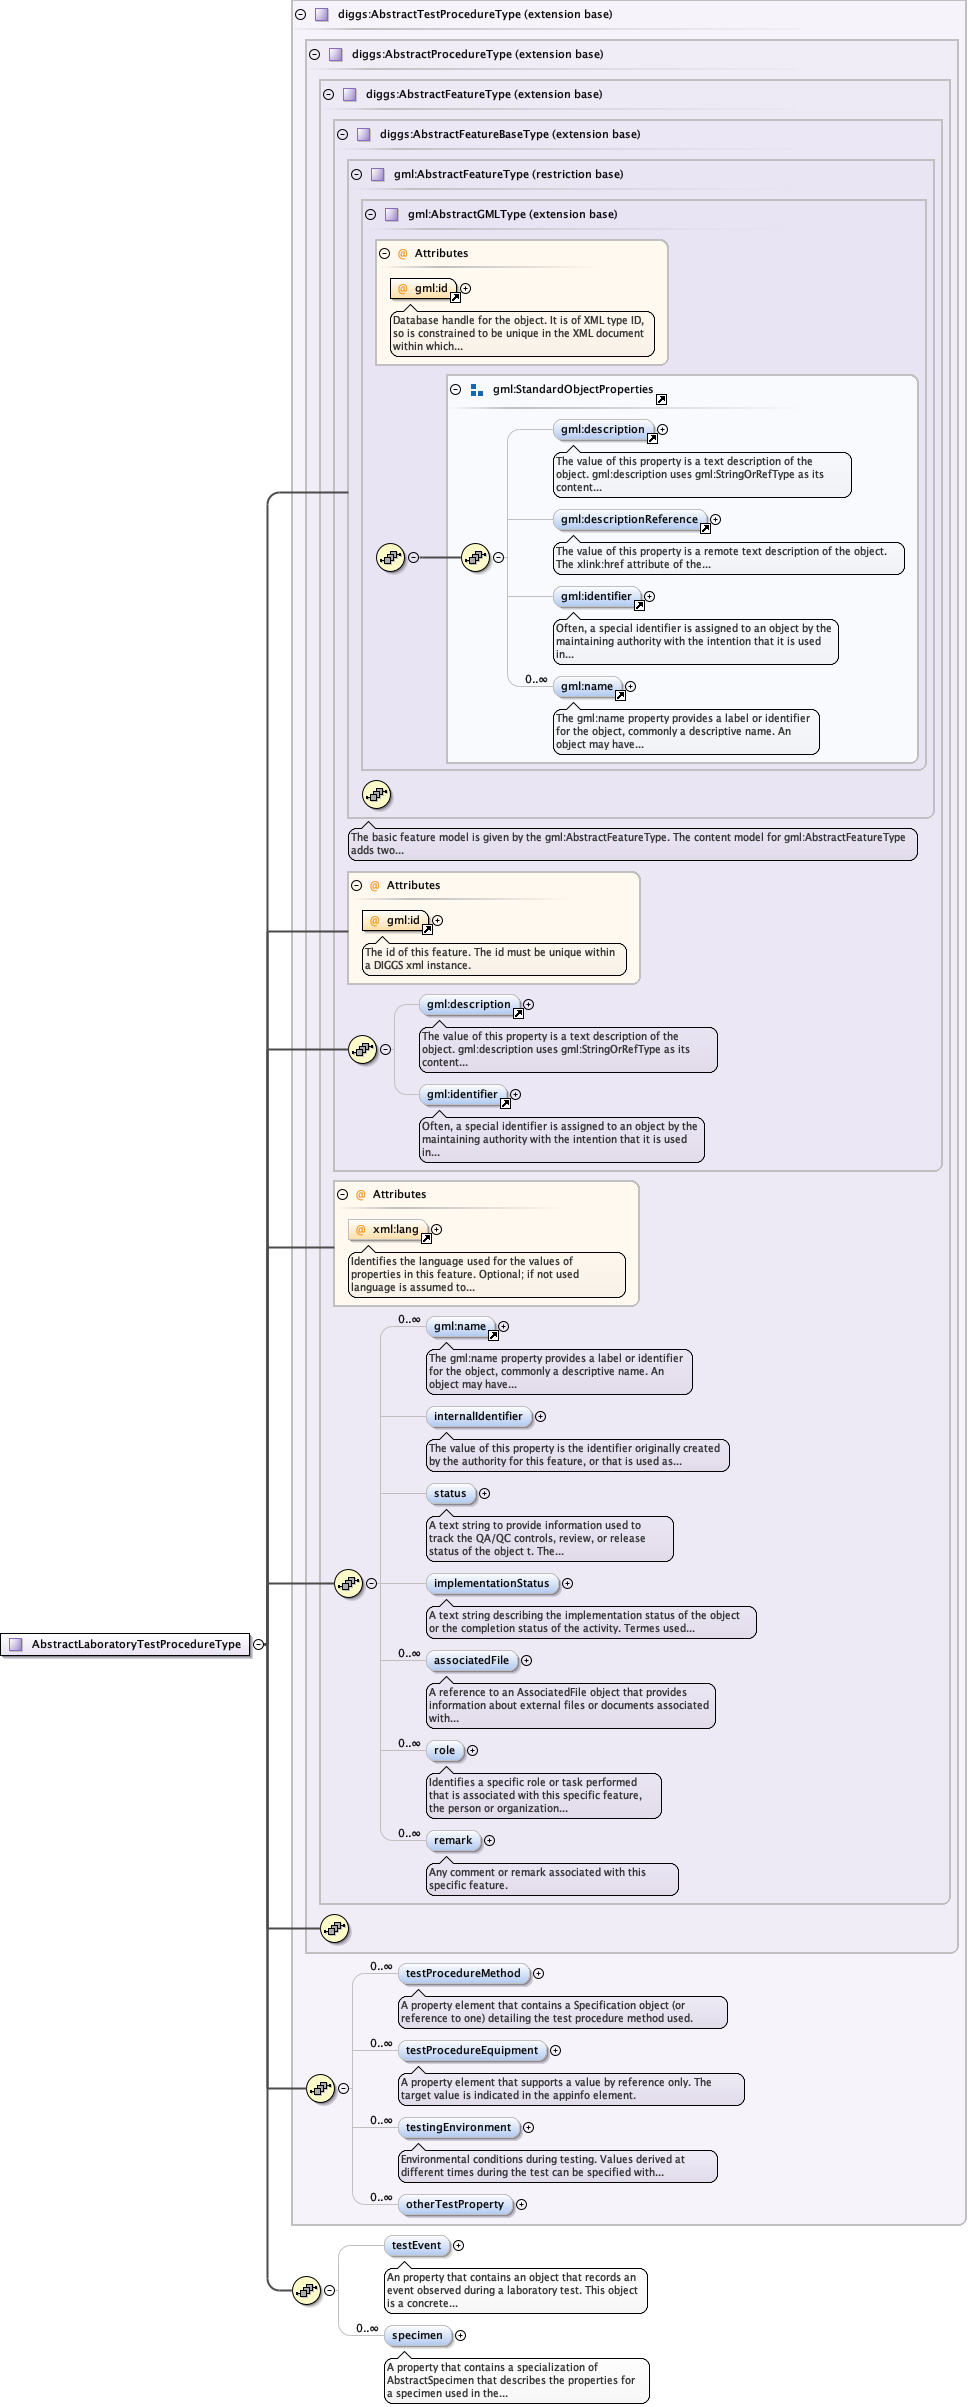 diggs:AbstractTestProcedureType (extension base)
diggs:AbstractProcedureType (extension base)
diggs:AbstractFeatureType (extension base)
diggs:AbstractFeatureBaseType (extension base)
gml:AbstractFeatureType (restriction base)
gml:AbstractGMLType (extension base)
@ Attributes
@ gml:id
Database handle for the object. It is of XML type ID,
so is constrained to be unique in the XML document
within which...
gml:StandardObjectProperties
gml:description
The value of this property is a text description of the
object. gml:description uses gml:StringOrRefType as its
content...
gml:descriptionReference
The value of this property is a remote text description of the object.
The xlink:href attribute of the...
gml:identifier
Often, a special identifier is assigned to an object by the
maintaining authority with the intention that it is used
in...
0..∞
gml:name
The gml:name property provides a label or identifier
for the object, commonly a descriptive name. An
object may have...
The basic feature model is given by the gml:AbstractFeatureType. The content model for gml:AbstractFeatureType
adds two...
@ Attributes
@ gml:id
The id of this feature. The id must be unique within
a DIGGS xml instance.
gml:description
The value of this property is a text description of the
object. gml:description uses gml:StringOrRefType as its
content...
gml:identifier
Often, a special identifier is assigned to an object by the
maintaining authority with the intention that it is used
in...
@ Attributes
@ xml:lang
Identifies the language used for the values of
properties in this feature. Optional; if not used
language is assumed to...
0..∞
gml:name
The gml:name property provides a label or identifier
for the object, commonly a descriptive name. An
object may have...
internalIdentifier
The value of this property is the identifier originally created
by the authority for this feature, or that is used as...
status
A text string to provide information used to
track the QA/QC controls, review, or release
status of the object t. The...
implementationStatus
A text string describing the implementation status of the object
or the completion status of the activity. Termes used...
AbstractLaboratoryTestProcedureType
0..∞
associatedFile
A reference to an AssociatedFile object that provides
information about external files or documents associated
with...
0..∞
role
Identifies a specific role or task performed
that is associated with this specific feature,
the person or organization...
0..∞
remark
Any comment or remark associated with this
specific feature.
0..∞
testProcedureMethod
A property element that contains a Specification object (or
reference to one) detailing the test procedure method used.
0..∞
testProcedureEquipment
A property element that supports a value by reference only. The
target value is indicated in the appinfo element.
0..∞
testingEnvironment
Environmental conditions during testing. Values derived at
different times during the test can be specified with...
0..∞
otherTestProperty
testEvent
An property that contains an object that records an
event observed during a laboratory test. This object
is a concrete...
0..∞
specimen
A property that contains a specialization of
AbstractSpecimen that describes the properties for
a specimen used in the...